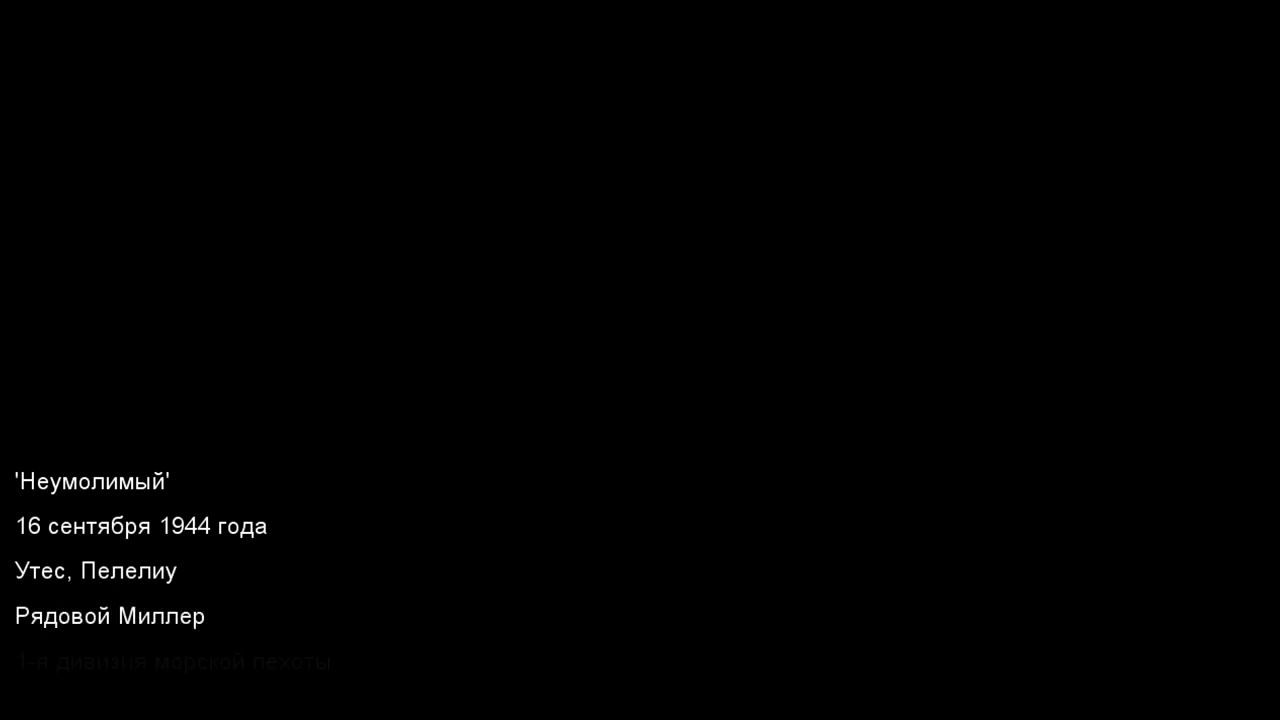 'Неумолимый'
16 сентября 1944 года
Утес, Пелелиу
Рядовой Миллер
1-я дивизия морской пехоты